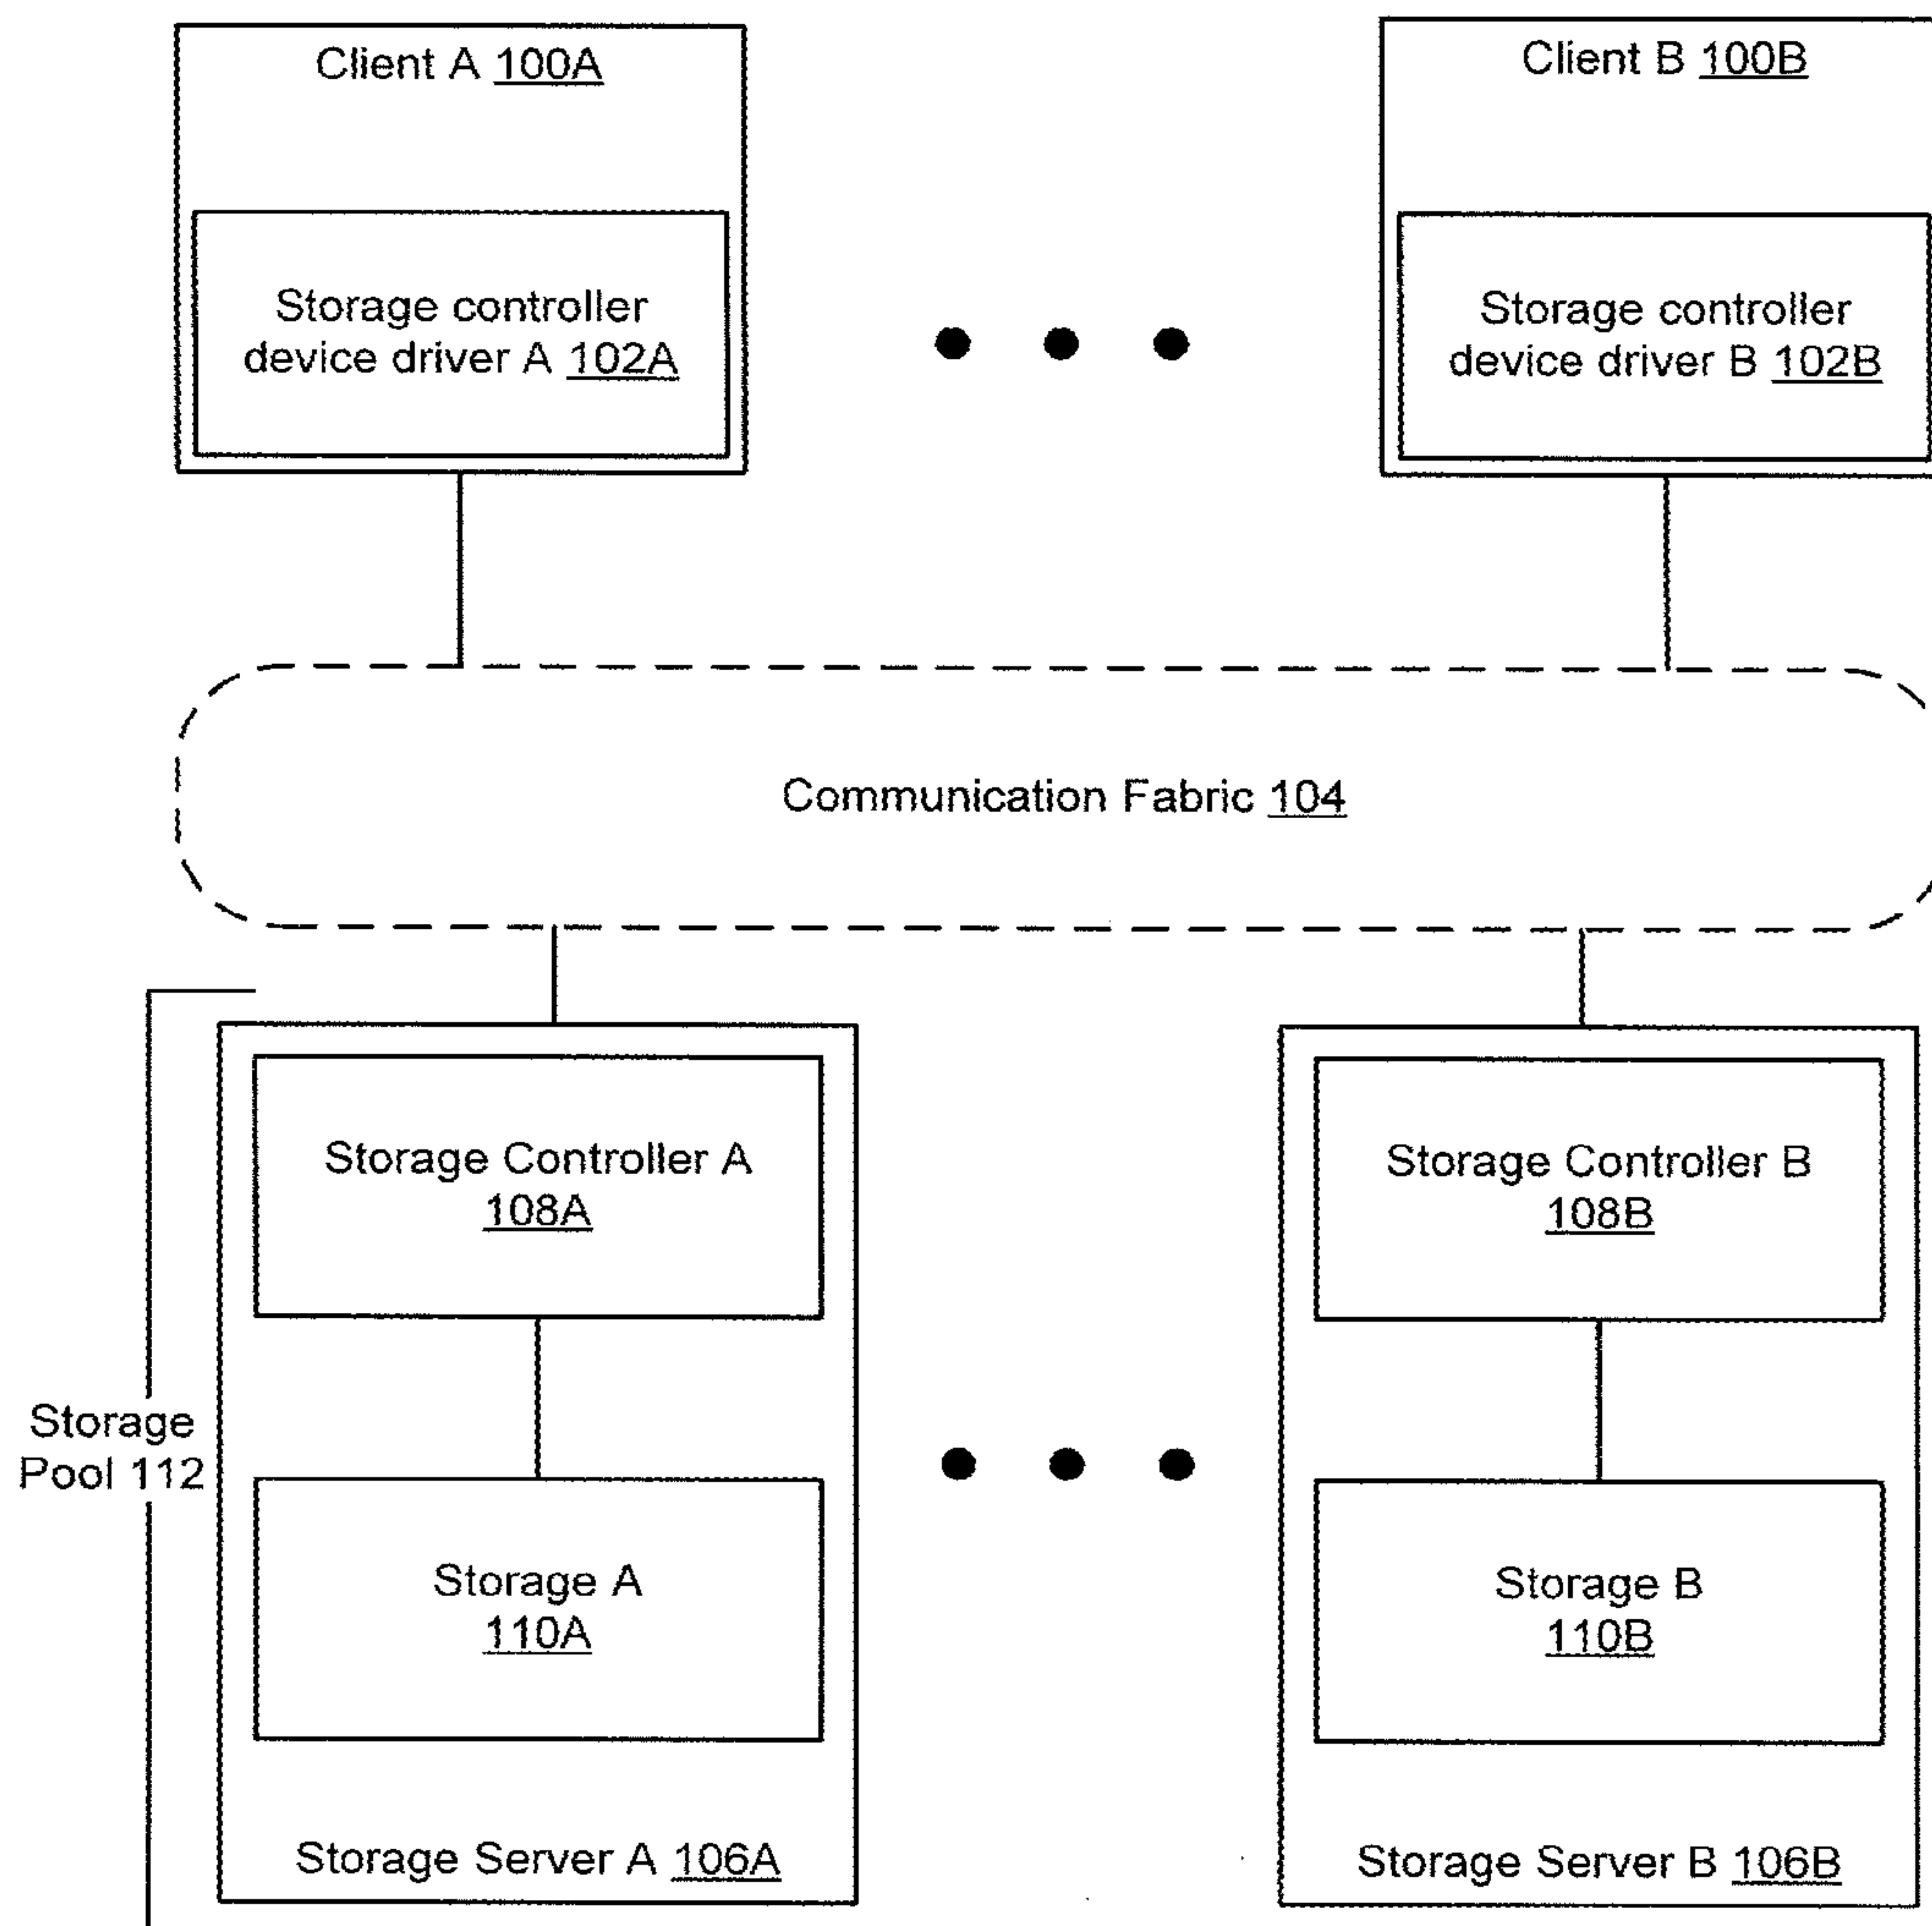 Client A 100A
Client B 100B
Storage controller
device driver A 102A
Storage controller
device driver B 102B
Communication Fabric 104
Storage Controller A
108A
Storage Controller B
108B
Storage
Pool 112
Storage A
110A
Storage B
110B
Storage Server A 106A
Storage Server B 106B